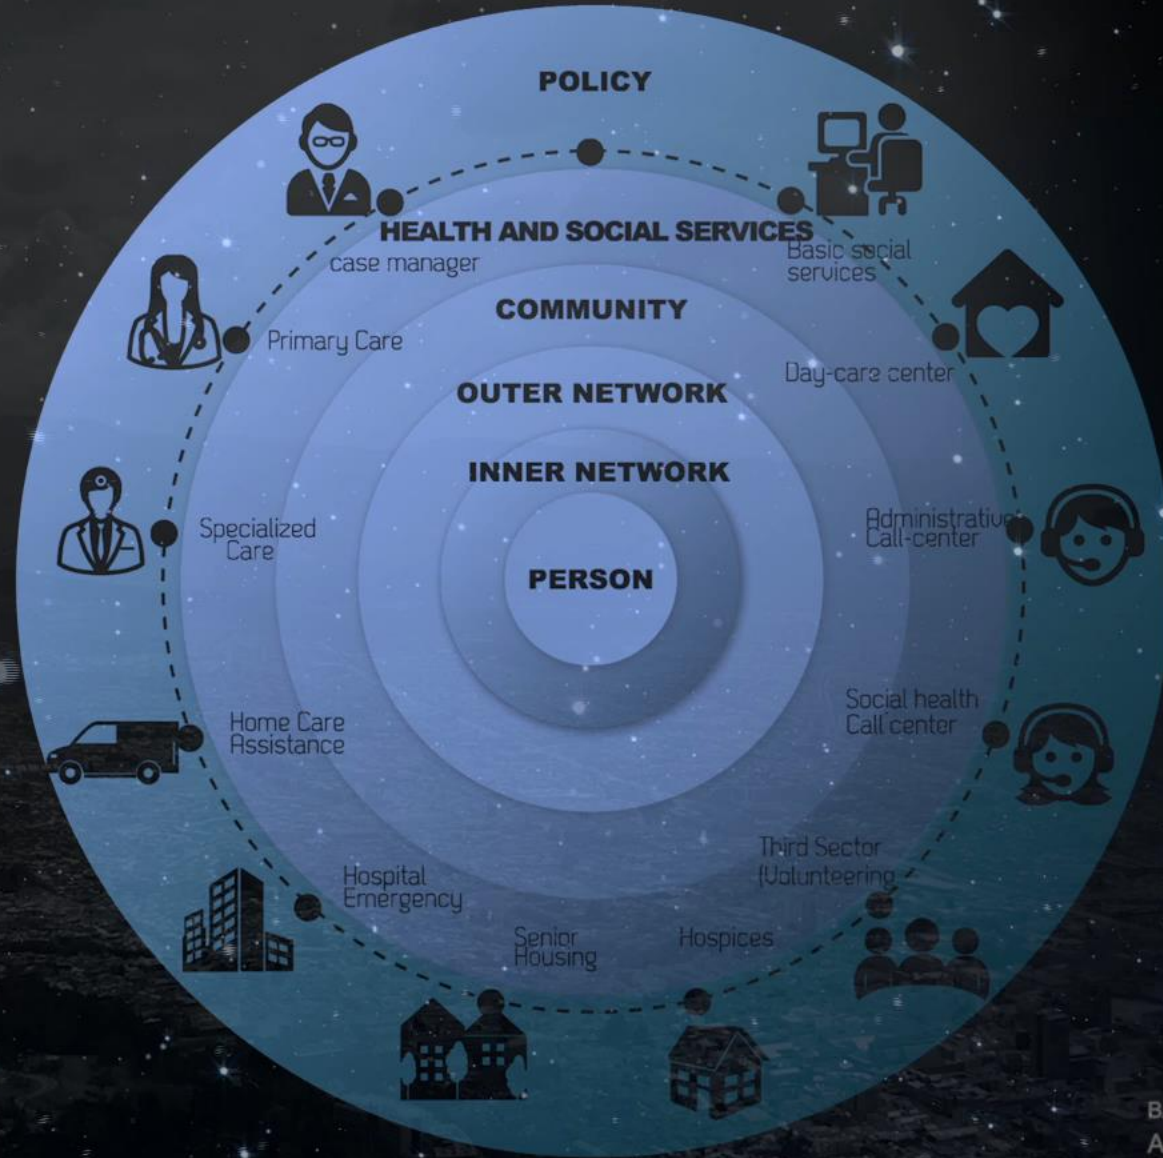 POLICY
HEALTH AND SOCIAL SERVICES
case manager
Basic social
services
COMMUNITY
Primary Care
Day-care center
OUTER NETWORK
INNER NETWORK
Specialized
Care
Administrative
Call-center
PERSON
Home Care
Assistance
Social health
Call center
Third Sector
(Volunteering
Hospital
Emergency
Senior
Housing
Hospices
B
A